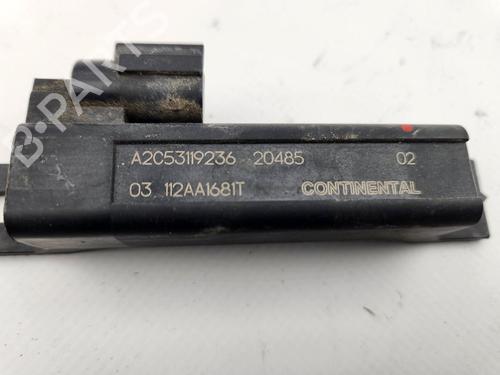 B-PARTS
A2C53119236 20485 02
03 112AA1681T CONTINENTAL